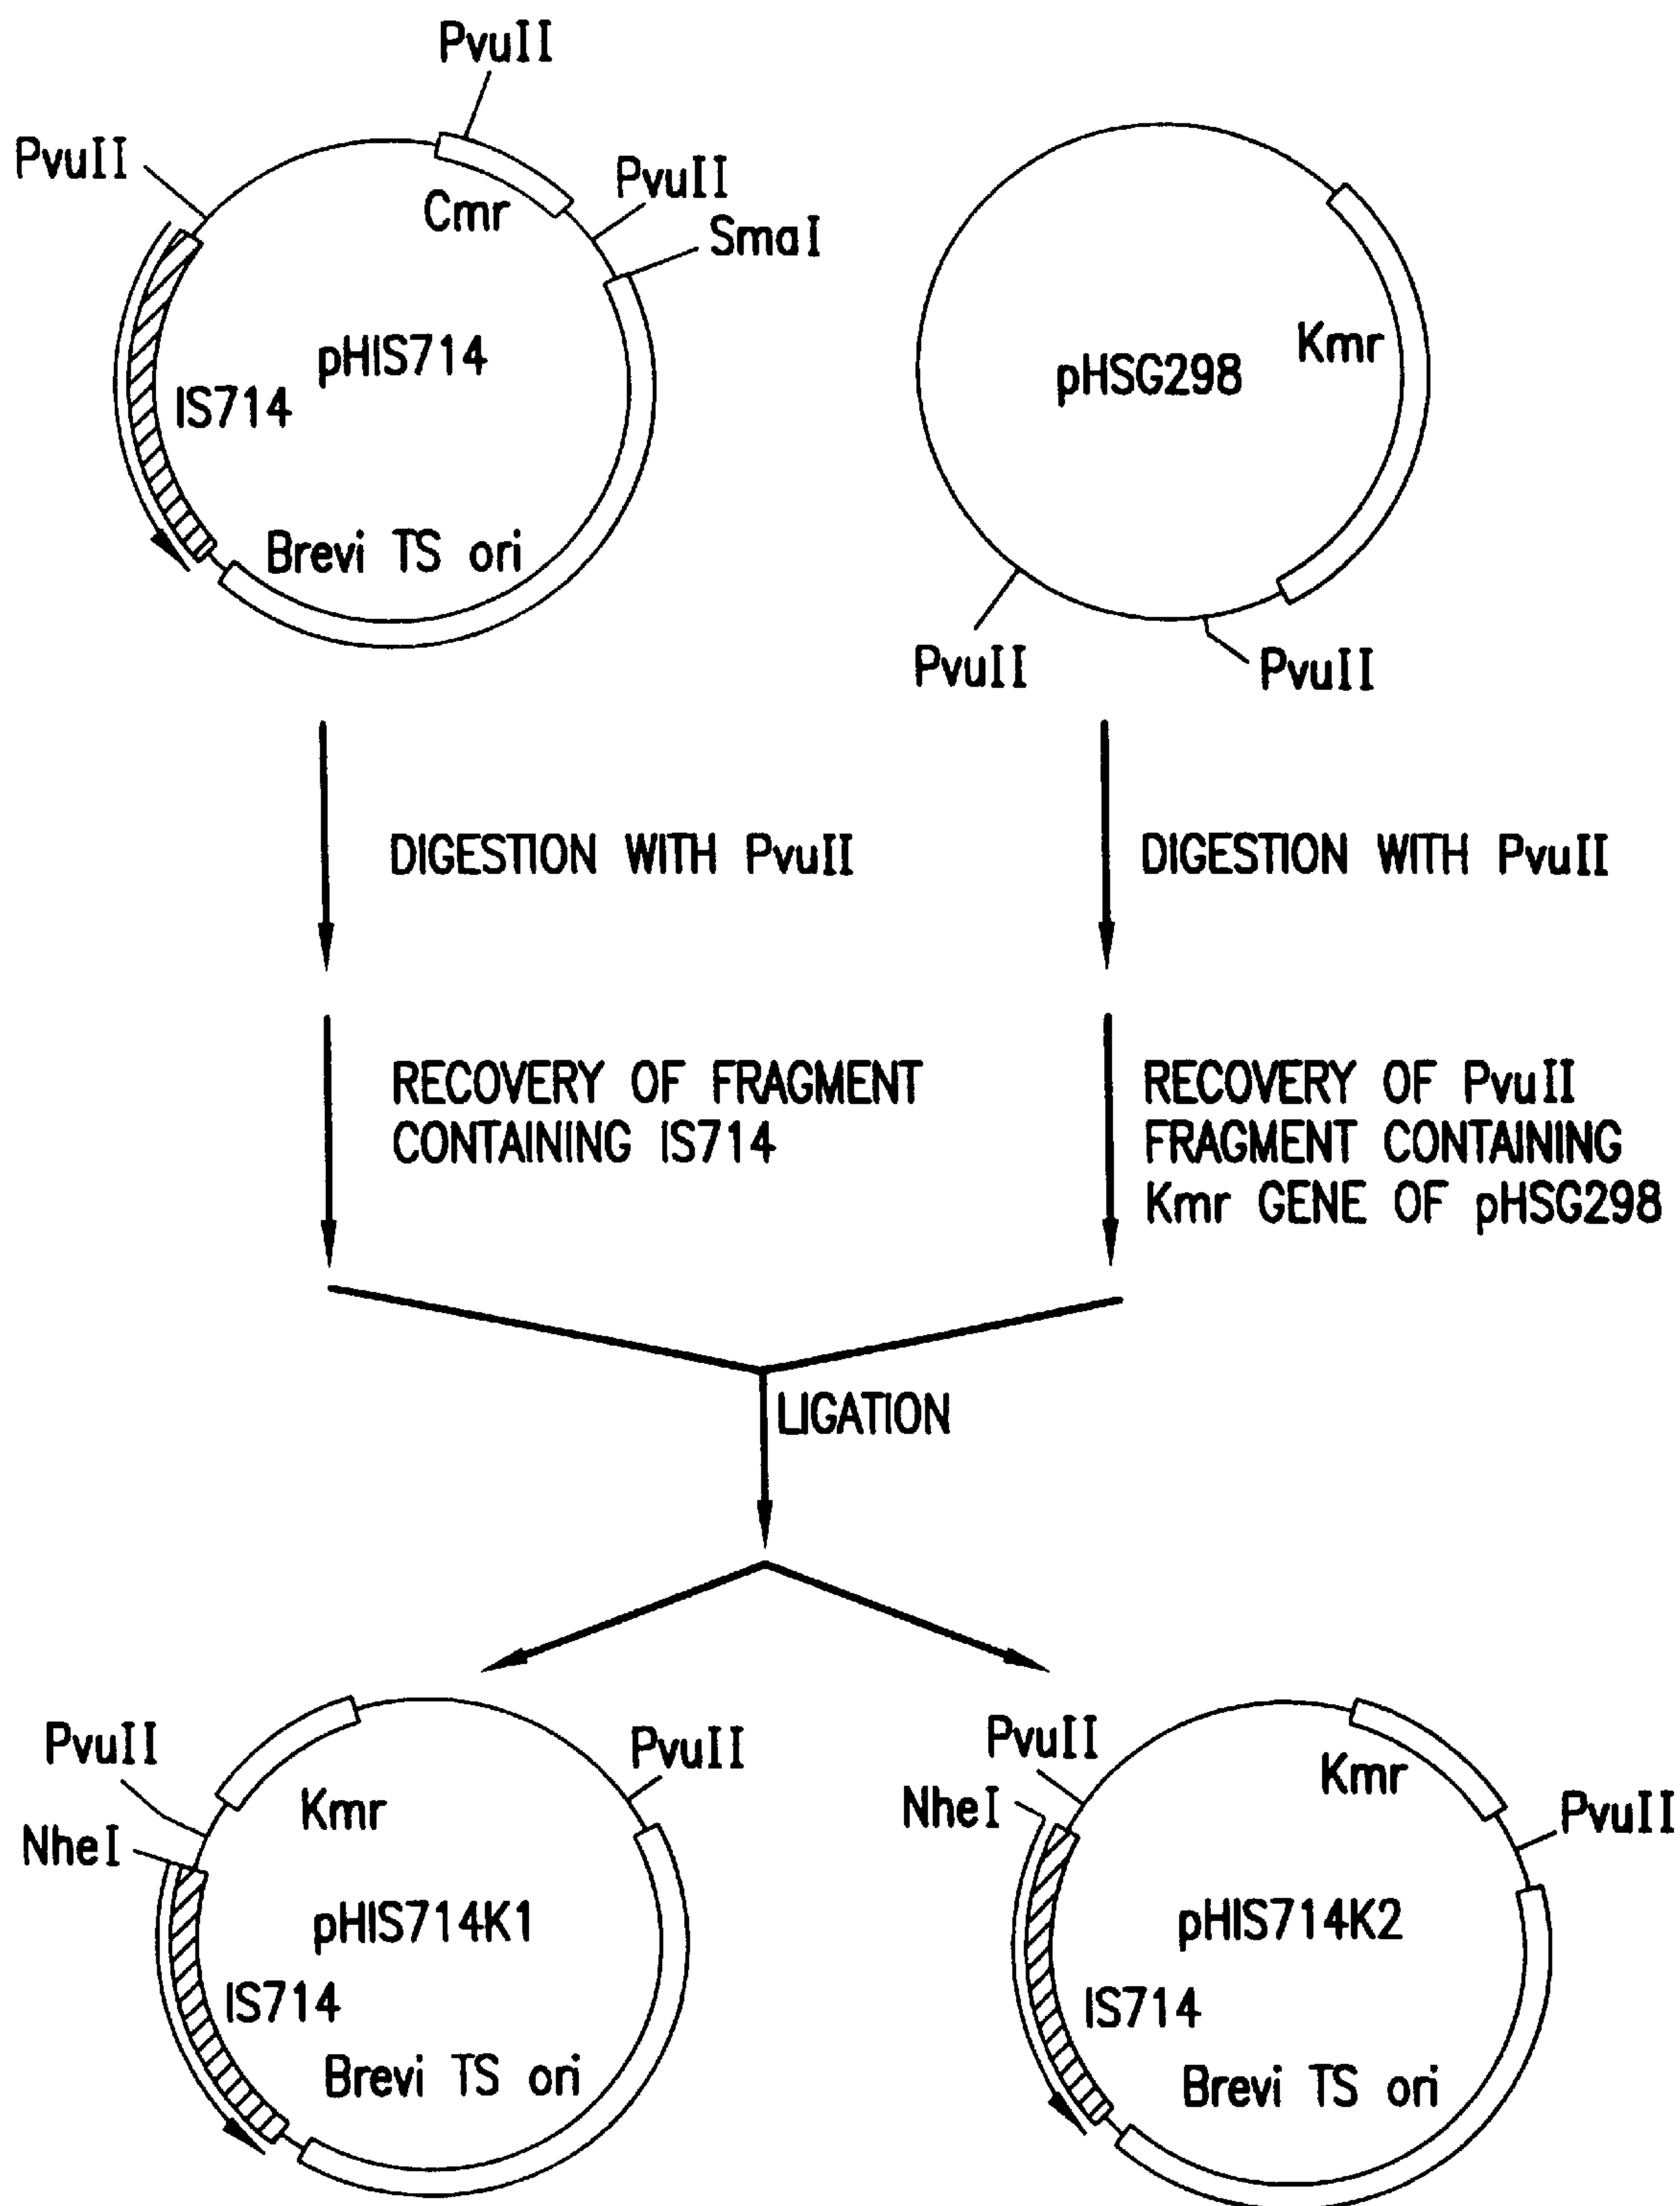 PvuII
PvuII
PvuII
Cmr
SmaI
pHIS714
IS714
Brevi TS ori
Kmr
pHSG298
PvuII
PvuII
DIGESTION WITH PvuII
DIGESTION WITH PvuII
RECOVERY OF FRAGMENT
CONTAINING IS714
RECOVERY OF PvuII
FRAGMENT CONTAINING
Kmr GENE OF pHSG298
LIGATION
PvuII
PvuII
Kmr
NheI
pHIS714K1
IS714
Brevi TS ori
PvuII
Kmr
NheI
PvuII
pHIS714K2
IS714
Brevi TS ori